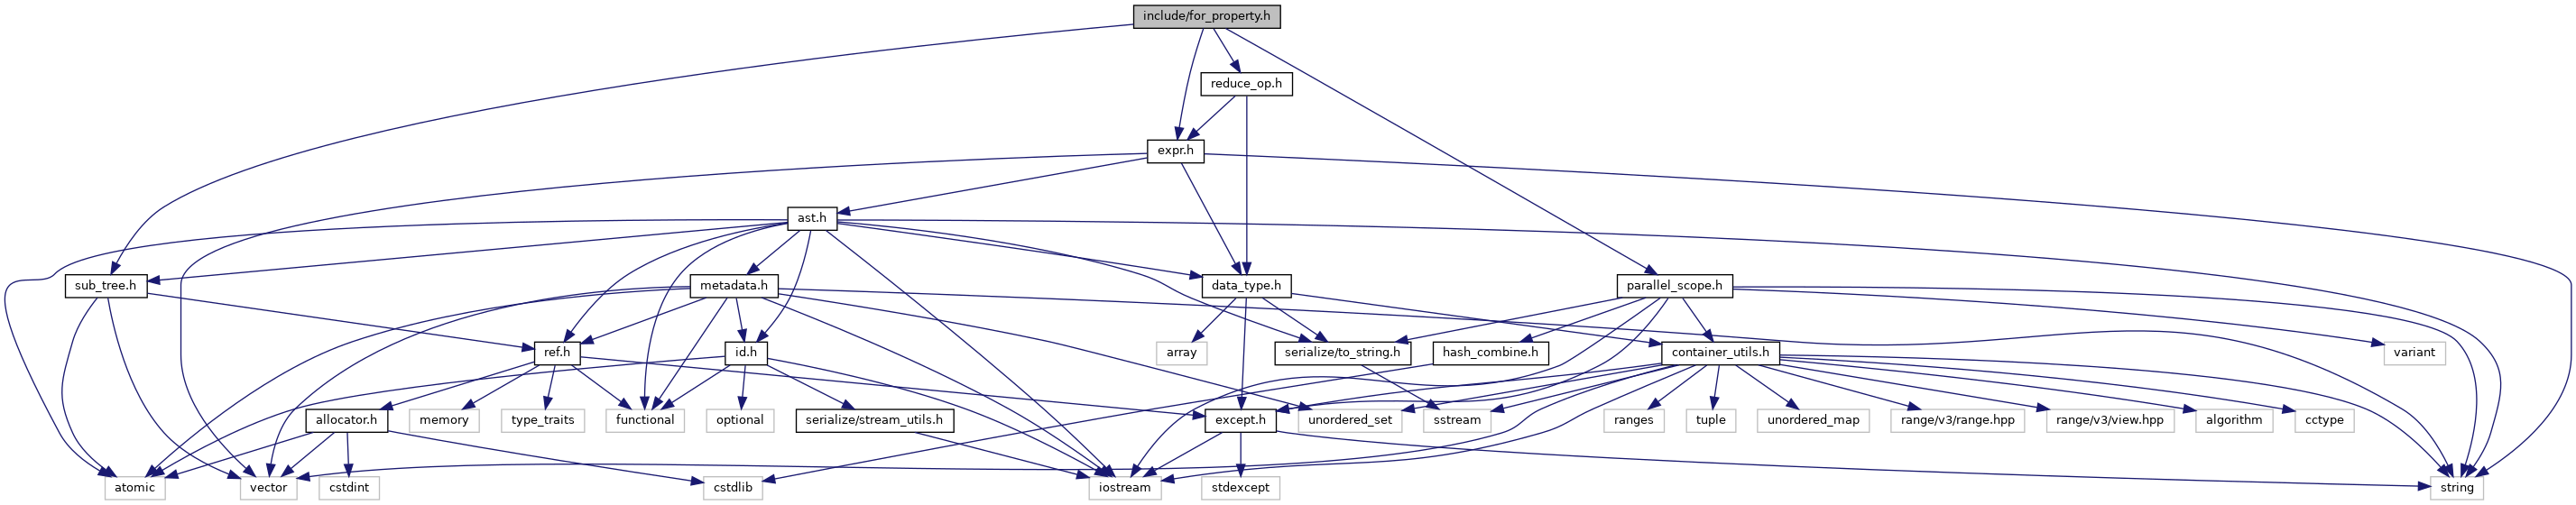 include/for_property.h
reduce_op.h
expr.h
ast.h
sub_tree.h
metadata.h
data_type.h
parallel_scope.h
ref.h
id.h
array
serialize/to_string.h
hash_combine.h
container_utils.h
variant
allocator.h
memory
type_traits
functional
optional
serialize/stream_utils.h
except.h
unordered_set
sstream
ranges
tuple
unordered_map
range/v3/range.hpp
range/v3/view.hpp
algorithm
cctype
atomic
vector
cstdint
cstdlib
iostream
stdexcept
string